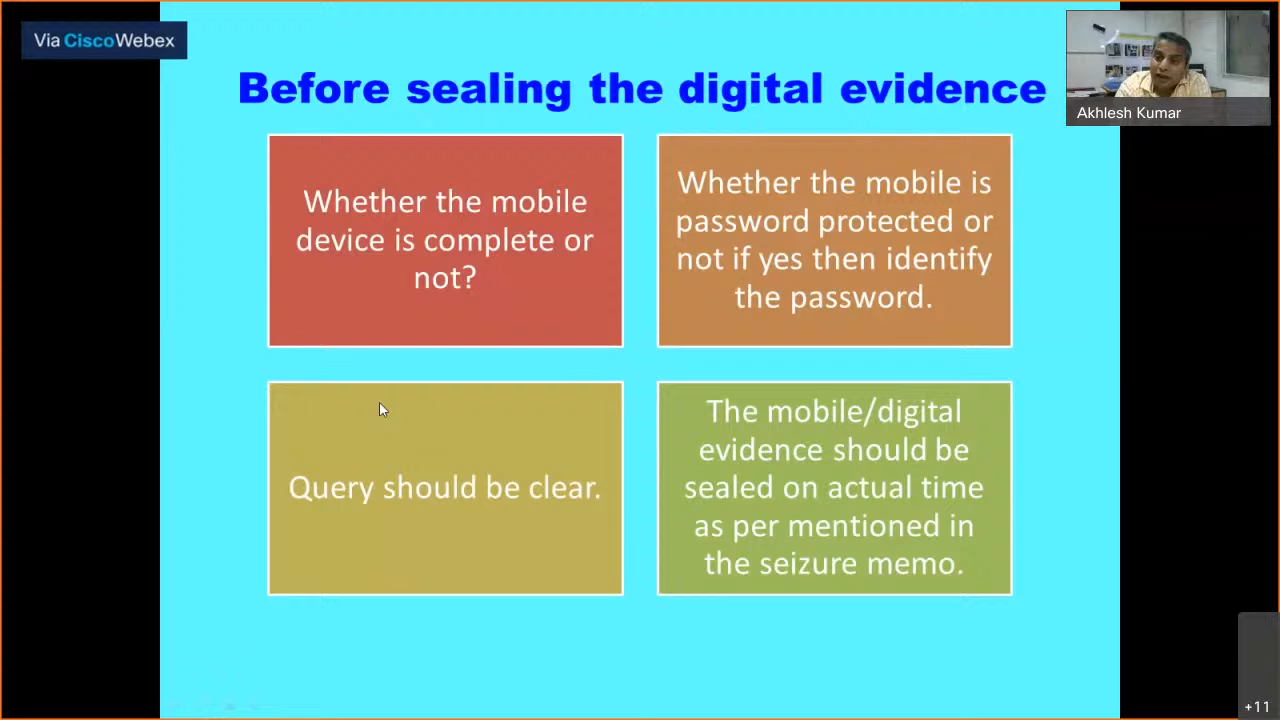 Via CiscoWebex
Before sealing the digital evidence
Akhlesh Kumar
Whether the mobile
device is complete or
not?
Whether the mobile is
password protected or
not if yes then identify
the password.
Query should be clear.
The mobile/digital
evidence should be
sealed on actual time
as per mentioned in
the seizure memo.
+11